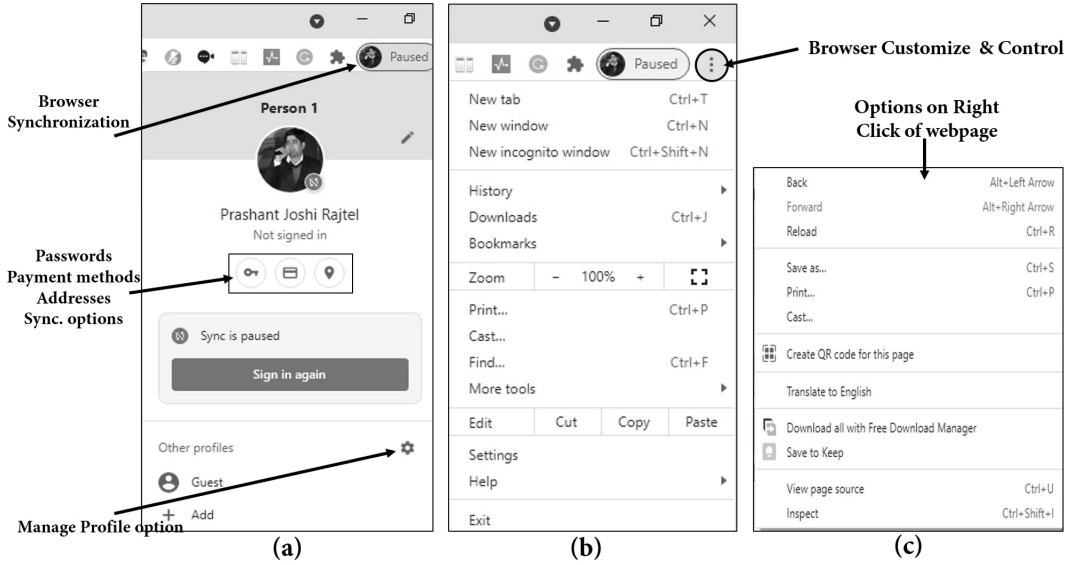 Paused
Browser
Synchronization
Person 1
Prashant Joshi Rajtel
Not signed in
Passwords
Payment methods
Addresses
Sync. options
Sync is paused
Sign in again
Other profiles
Guest
+ Add
Manage Profile option
(a)
Paused
Browser Customize & Control
New tab Ctrl+T
New window Ctrl+N
New incognito window Ctrl+Shift+N
History
Downloads Ctrl+J
Bookmarks
Zoom - 100% +
Print... Ctrl+P
Cast...
Find... Ctrl+F
More tools
Edit Cut Copy Paste
Settings
Help
Exit
(b)
Options on Right
Click of webpage
Back Alt+Left Arrow
Forward Alt+Right Arrow
Reload Ctrl+R
Save as... Ctrl+S
Print... Ctrl+P
Cast...
Create QR code for this page
Translate to English
Download all with Free Download Manager
Save to Keep
View page source Ctrl+U
Inspect Ctrl+Shift+I
(c)